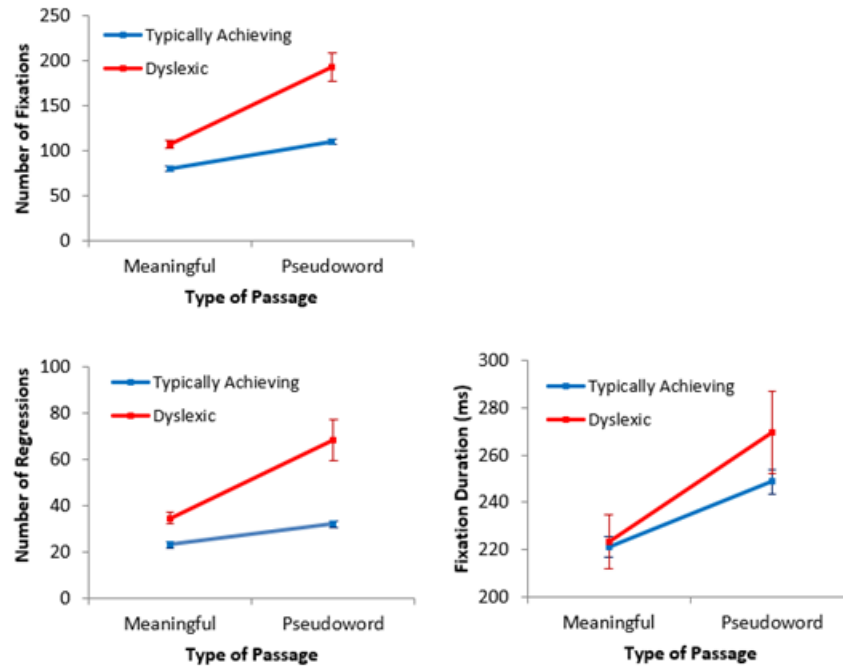 Number of Fixations
250
200
150
100
50
0
Typically Achieving
Dyslexic
Meaningful Pseudoword
Type of Passage
Number of Regressions
100
80
60
40
20
0
Typically Achieving
Dyslexic
Meaningful Pseudoword
Type of Passage
Fixation Duration (ms)
300
280
260
240
220
200
Typically Achieving
Dyslexic
Meaningful Pseudoword
Type of Passage